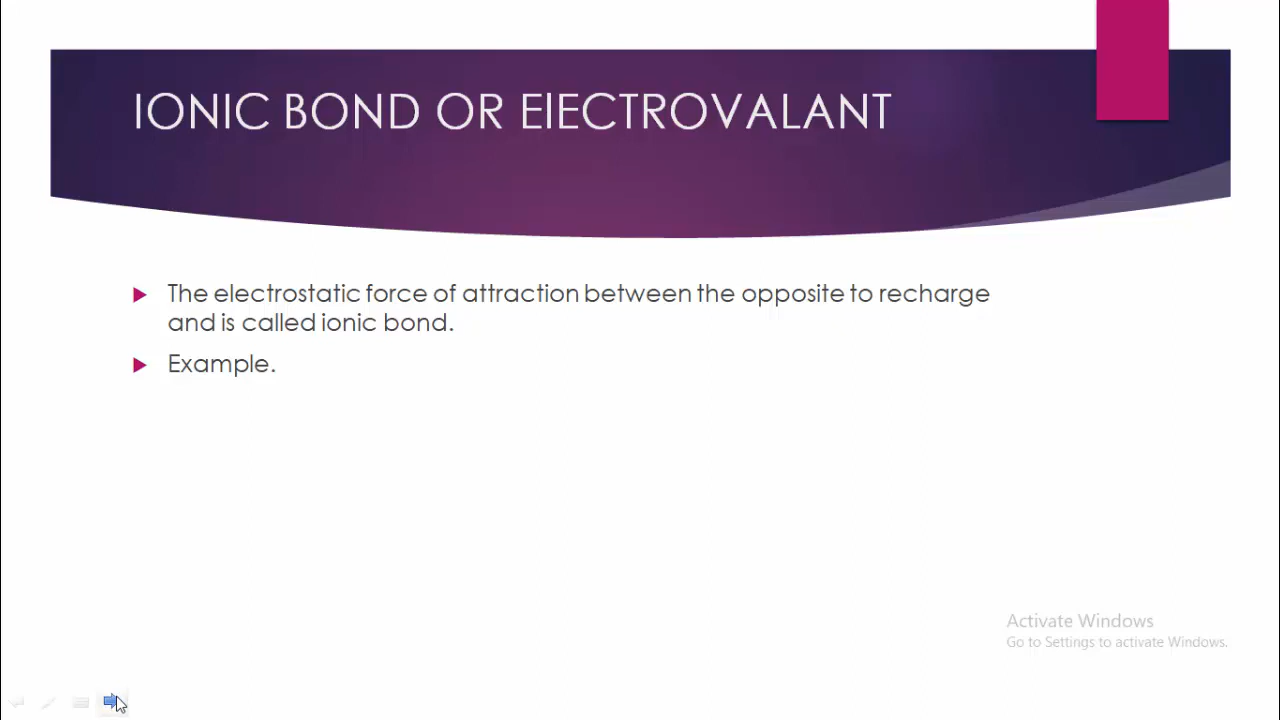 IONIC BOND OR ElECTROVALANT
The electrostatic force of attraction between the opposite to recharge
and is called ionic bond.
Example.
Activate Windows
Go to Settings to activate Windows.